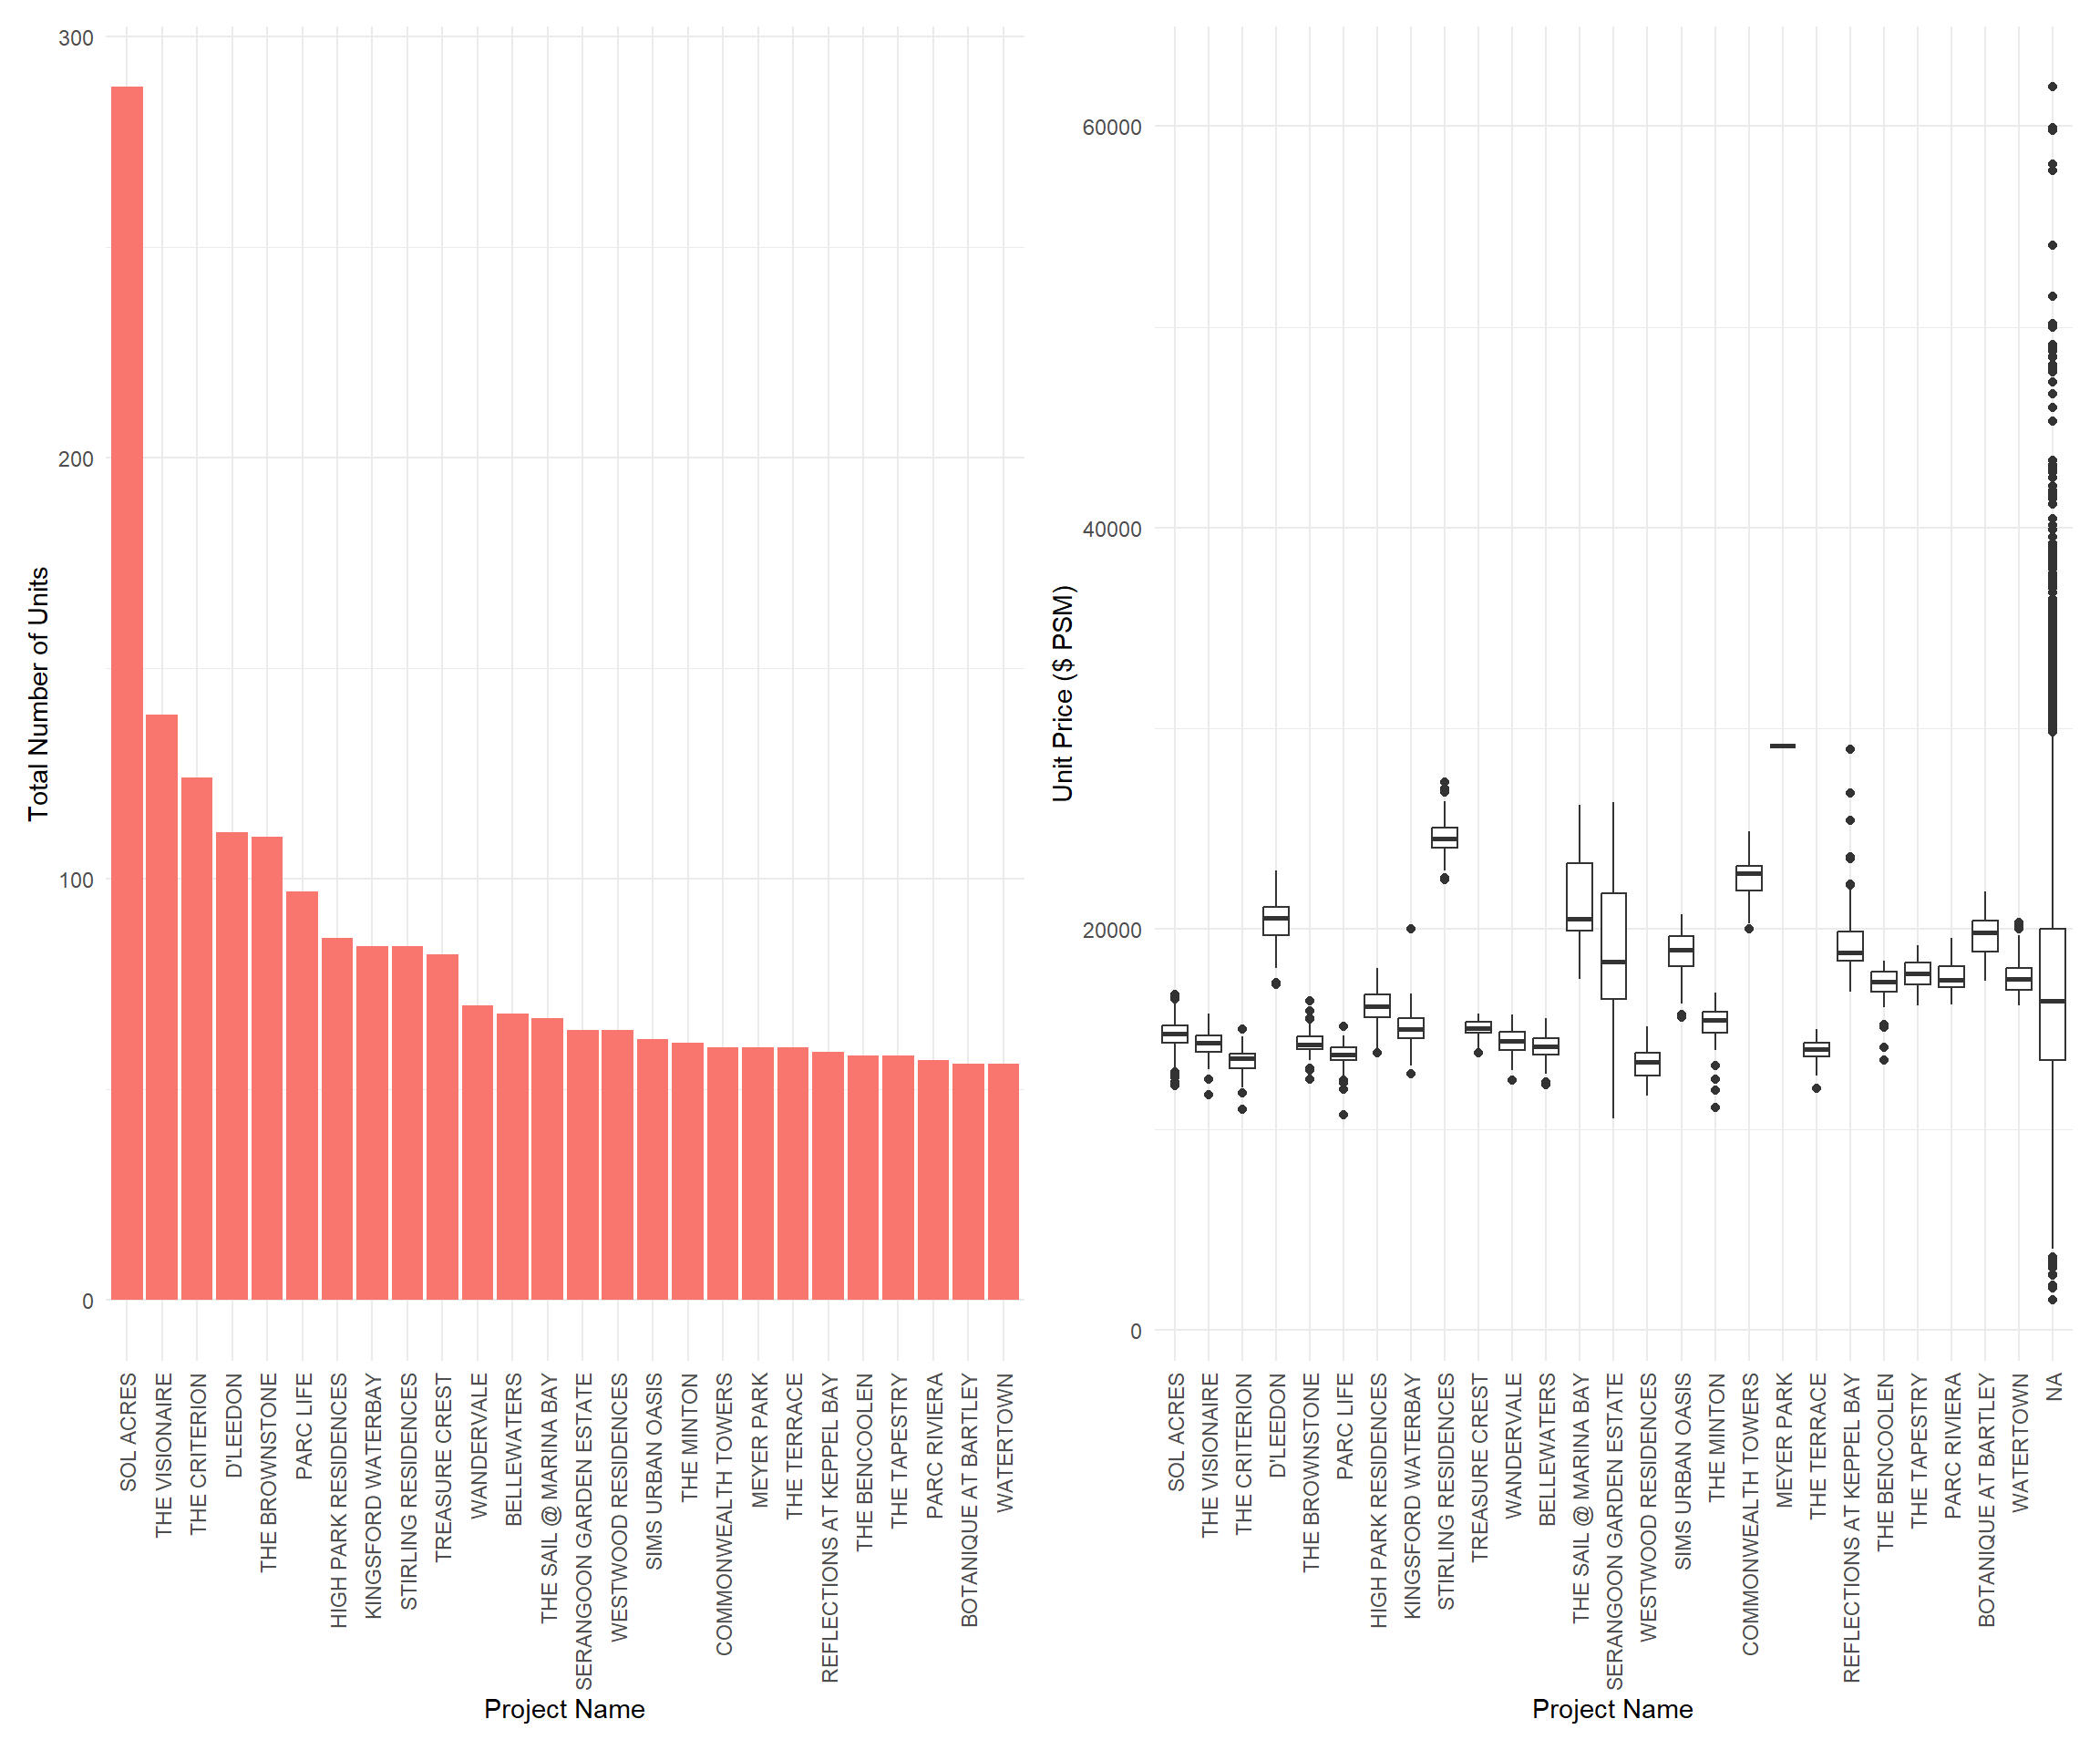 300
200
100
0
Total Number of Units
SOL ACRES
THE VISIONAIRE
THE CRITERION
D'LEEDON
THE BROWNSTONE
PARC LIFE
HIGH PARK RESIDENCES
KINGSFORD WATERBAY
STIRLING RESIDENCES
TREASURE CREST
WANDERVALE
BELLEWATERS
THE SAIL @ MARINA BAY
SERANGOON GARDEN ESTATE
WESTWOOD RESIDENCES
SIMS URBAN OASIS
THE MINTON
COMMONWEALTH TOWERS
MEYER PARK
THE TERRACE
REFLECTIONS AT KEPPEL BAY
THE BENCOOLEN
THE TAPESTRY
PARC RIVIERA
BOTANIQUE AT BARTLEY
WATERTOWN
Project Name
60000
40000
20000
0
Unit Price ($ PSM)
SOL ACRES
THE VISIONAIRE
THE CRITERION
D'LEEDON
THE BROWNSTONE
PARC LIFE
HIGH PARK RESIDENCES
KINGSFORD WATERBAY
STIRLING RESIDENCES
TREASURE CREST
WANDERVALE
BELLEWATERS
THE SAIL @ MARINA BAY
SERANGOON GARDEN ESTATE
WESTWOOD RESIDENCES
SIMS URBAN OASIS
THE MINTON
COMMONWEALTH TOWERS
MEYER PARK
THE TERRACE
REFLECTIONS AT KEPPEL BAY
THE BENCOOLEN
THE TAPESTRY
PARC RIVIERA
BOTANIQUE AT BARTLEY
WATERTOWN
NA
Project Name